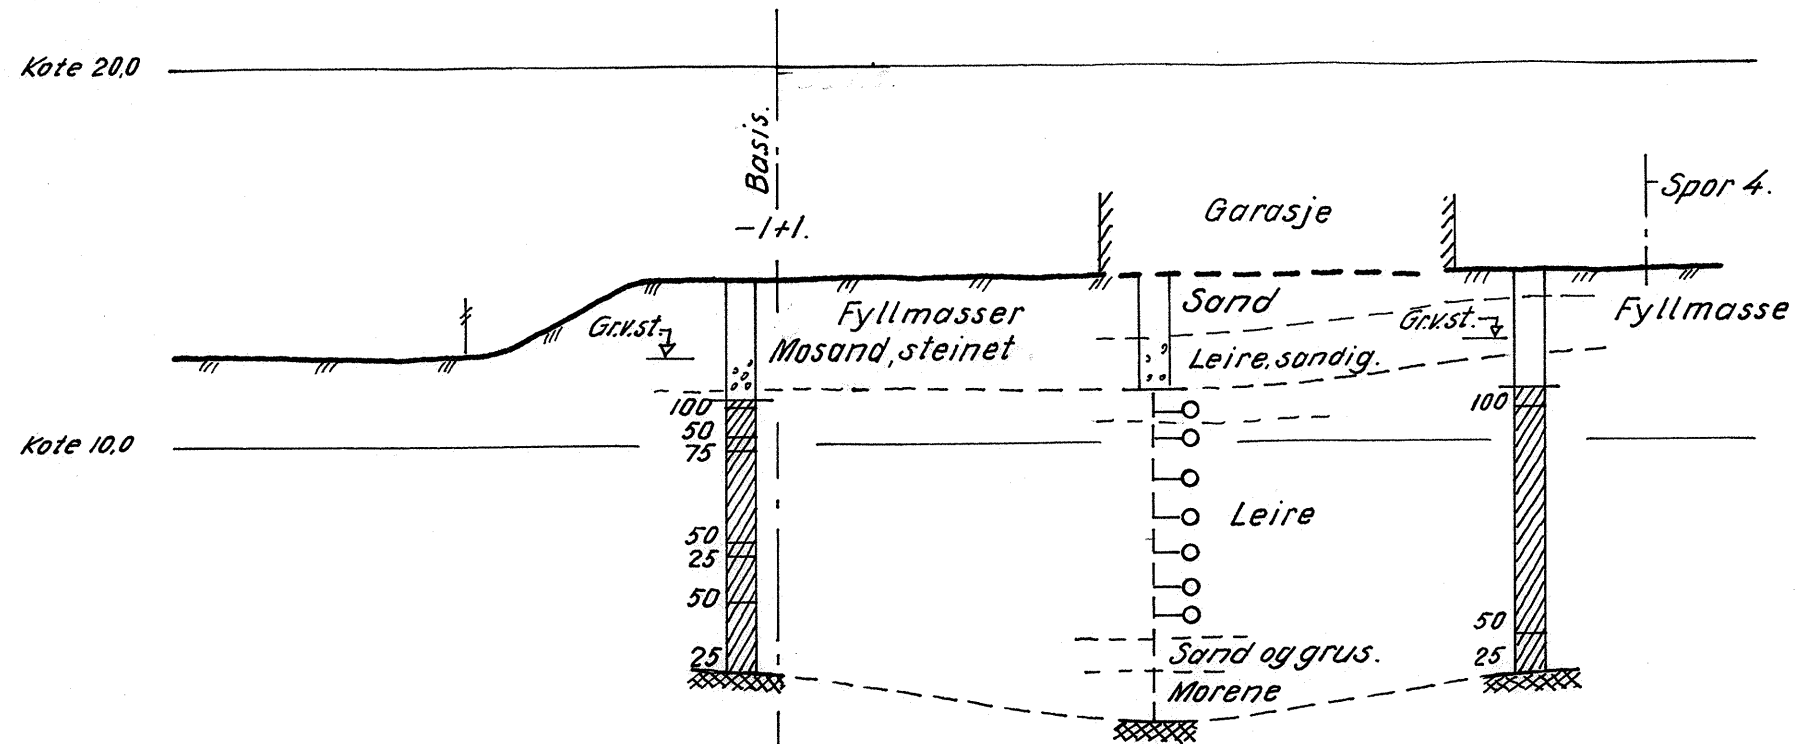 Kote 20,0
Basis.
-1+1.
Garasje
Spor 4.
Gr.v.st.
Fyllmasser
Mosand, steinet
Sand
Gr.v.st.
Fyllmasse
Leire, sandig.
100
50
75
100
Kote 10,0
50
25
50
Leire
25
50
25
Sand og grus.
Morene